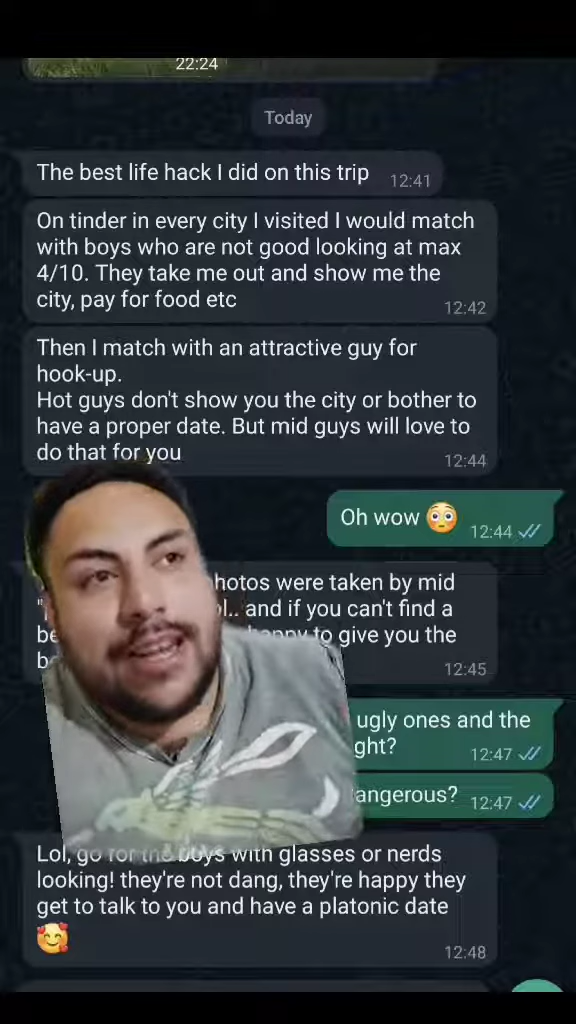 22:24
Today
The best life hack I did on this trip 12:41
On tinder in every city I visited I would match
with boys who are not good looking at max
4/10. They take me out and show me the
city, pay for food etc
12:42
Then I match with an attractive guy for
hook-up.
Hot guys don't show you the city or bother to
have a proper date. But mid guys will love to
do that for you
12:44
Oh wow 😳 12:44
were taken by mid
and if you can't find a
to give you the
12:45
ugly ones and the
12:47
12:47
Lol, go for the boys with glasses or nerds
looking! they're not dang, they're happy they
get to talk to you and have a platonic date
🥰
12:48